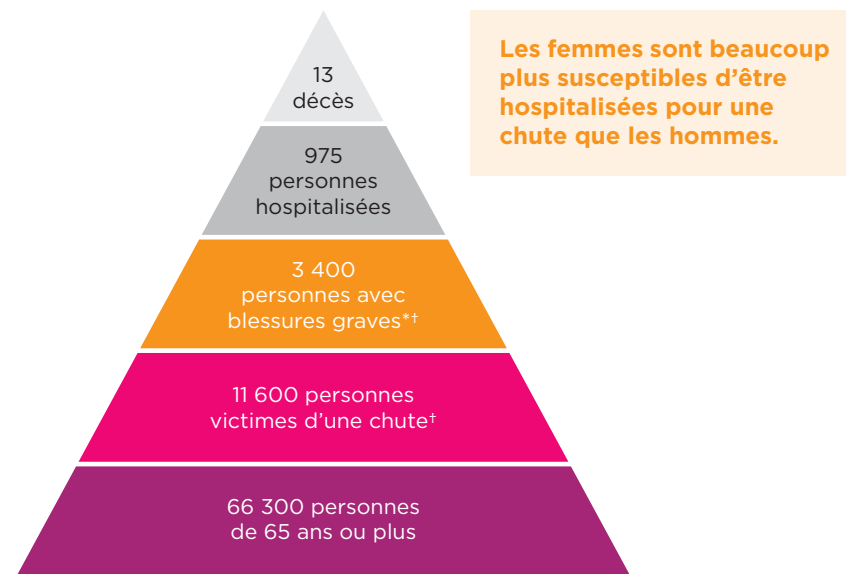 13
décès
975
personnes
hospitalisées
3 400
personnes avec
blessures graves*†
11 600 personnes
victimes d’une chute†
66 300 personnes
de 65 ans ou plus
Les femmes sont beaucoup
plus susceptibles d’être
hospitalisées pour une
chute que les hommes.